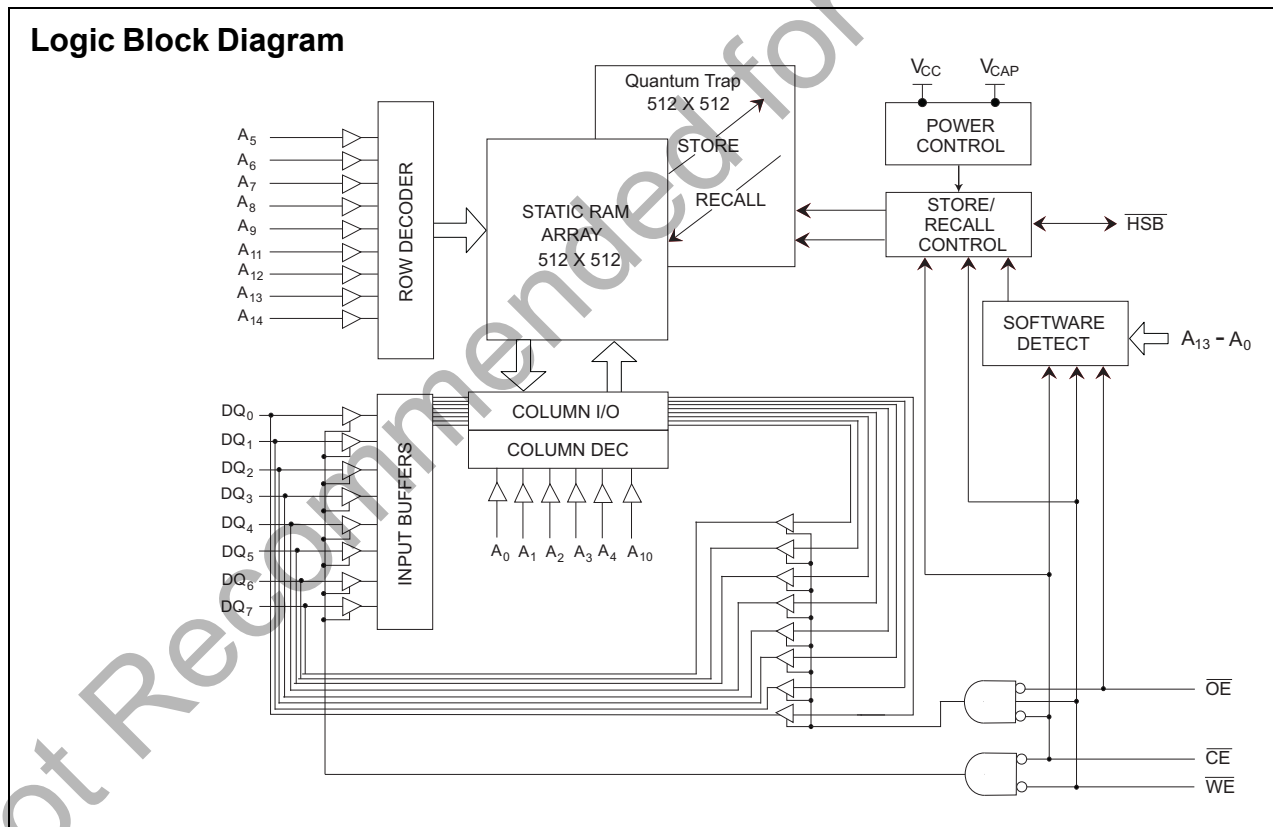 Logic Block Diagram
Quantum Trap
512 X 512
STORE
RECALL
STATIC RAM
ARRAY
512 X 512
ROW DECODER
A5
A6
A7
A8
A9
A11
A12
A13
A14
VCC
VCAP
POWER
CONTROL
STORE/
RECALL
CONTROL
HSB
SOFTWARE
DETECT
A13 - A0
COLUMN I/O
COLUMN DEC
A0 A1 A2 A3 A4 A10
INPUT BUFFERS
DQ0
DQ1
DQ2
DQ3
DQ4
DQ5
DQ6
DQ7
OE
CE
WE
ot Recommended for